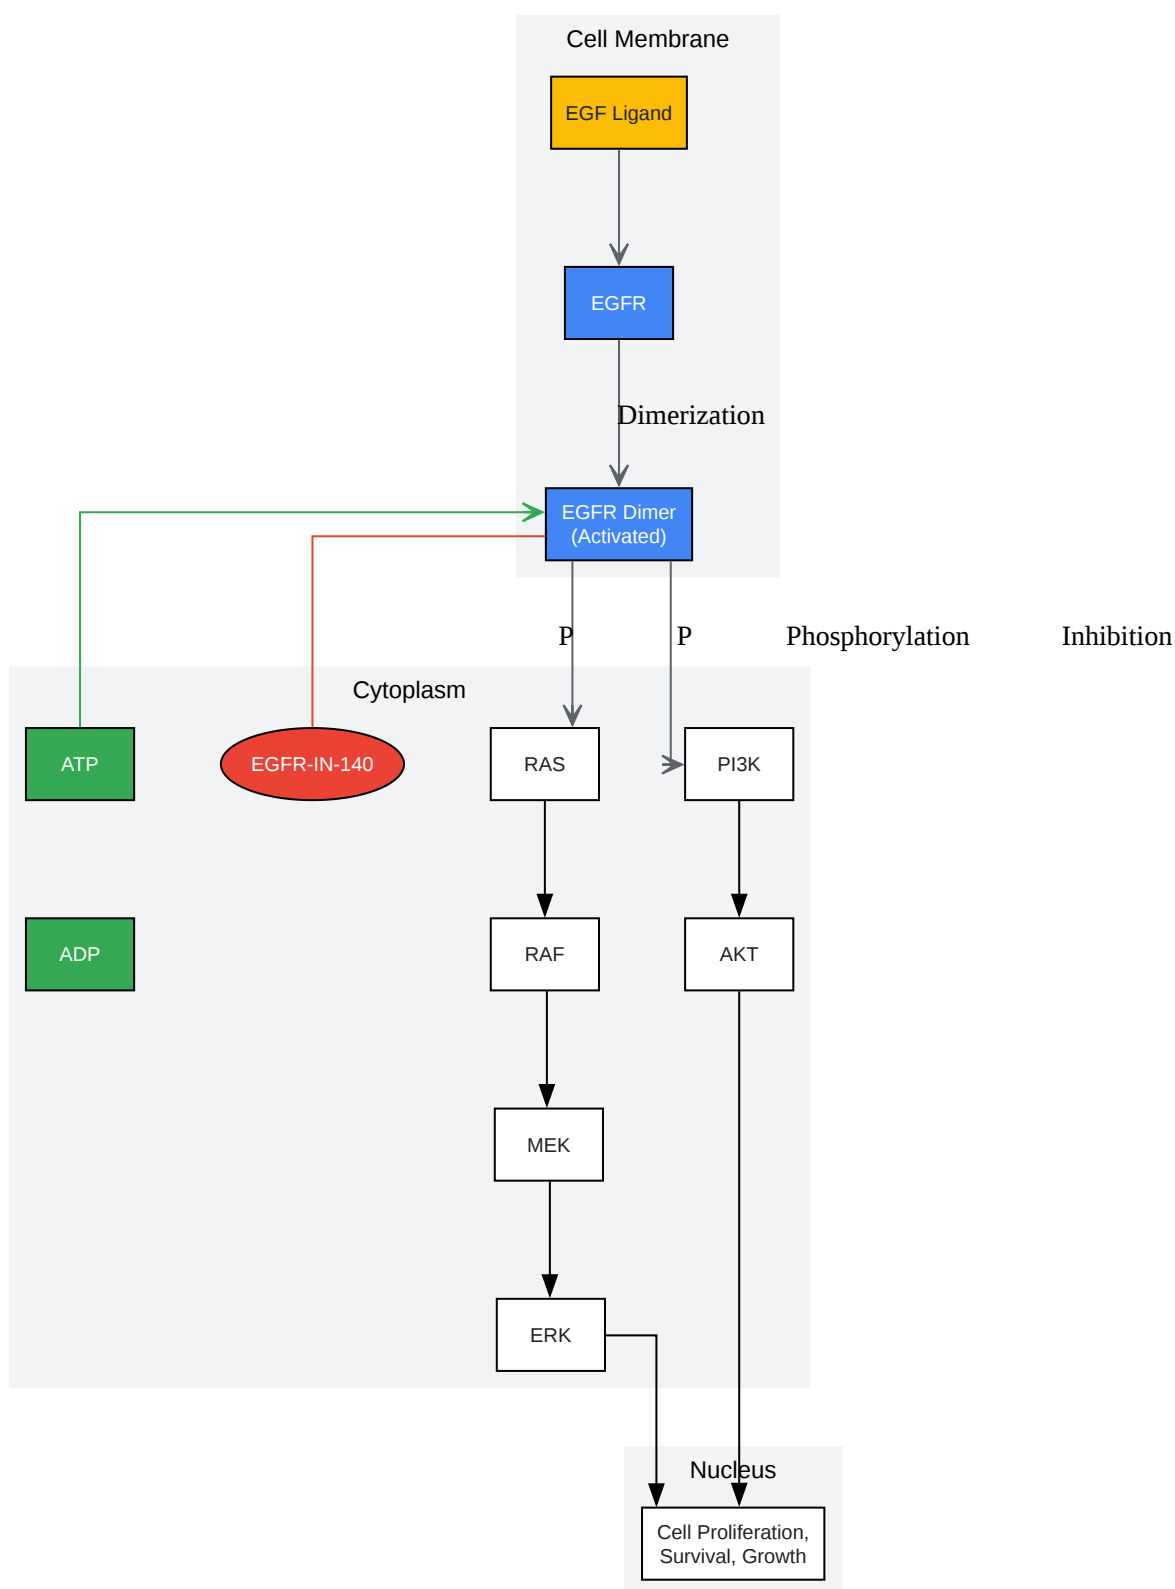 Cell Membrane
EGF Ligand
EGFR
Dimerization
EGFR Dimer
(Activated)
P
P
Phosphorylation
Inhibition
Cytoplasm
ATP
EGFR-IN-140
RAS
PI3K
ADP
RAF
AKT
MEK
ERK
Nucleus
Cell Proliferation,
Survival, Growth